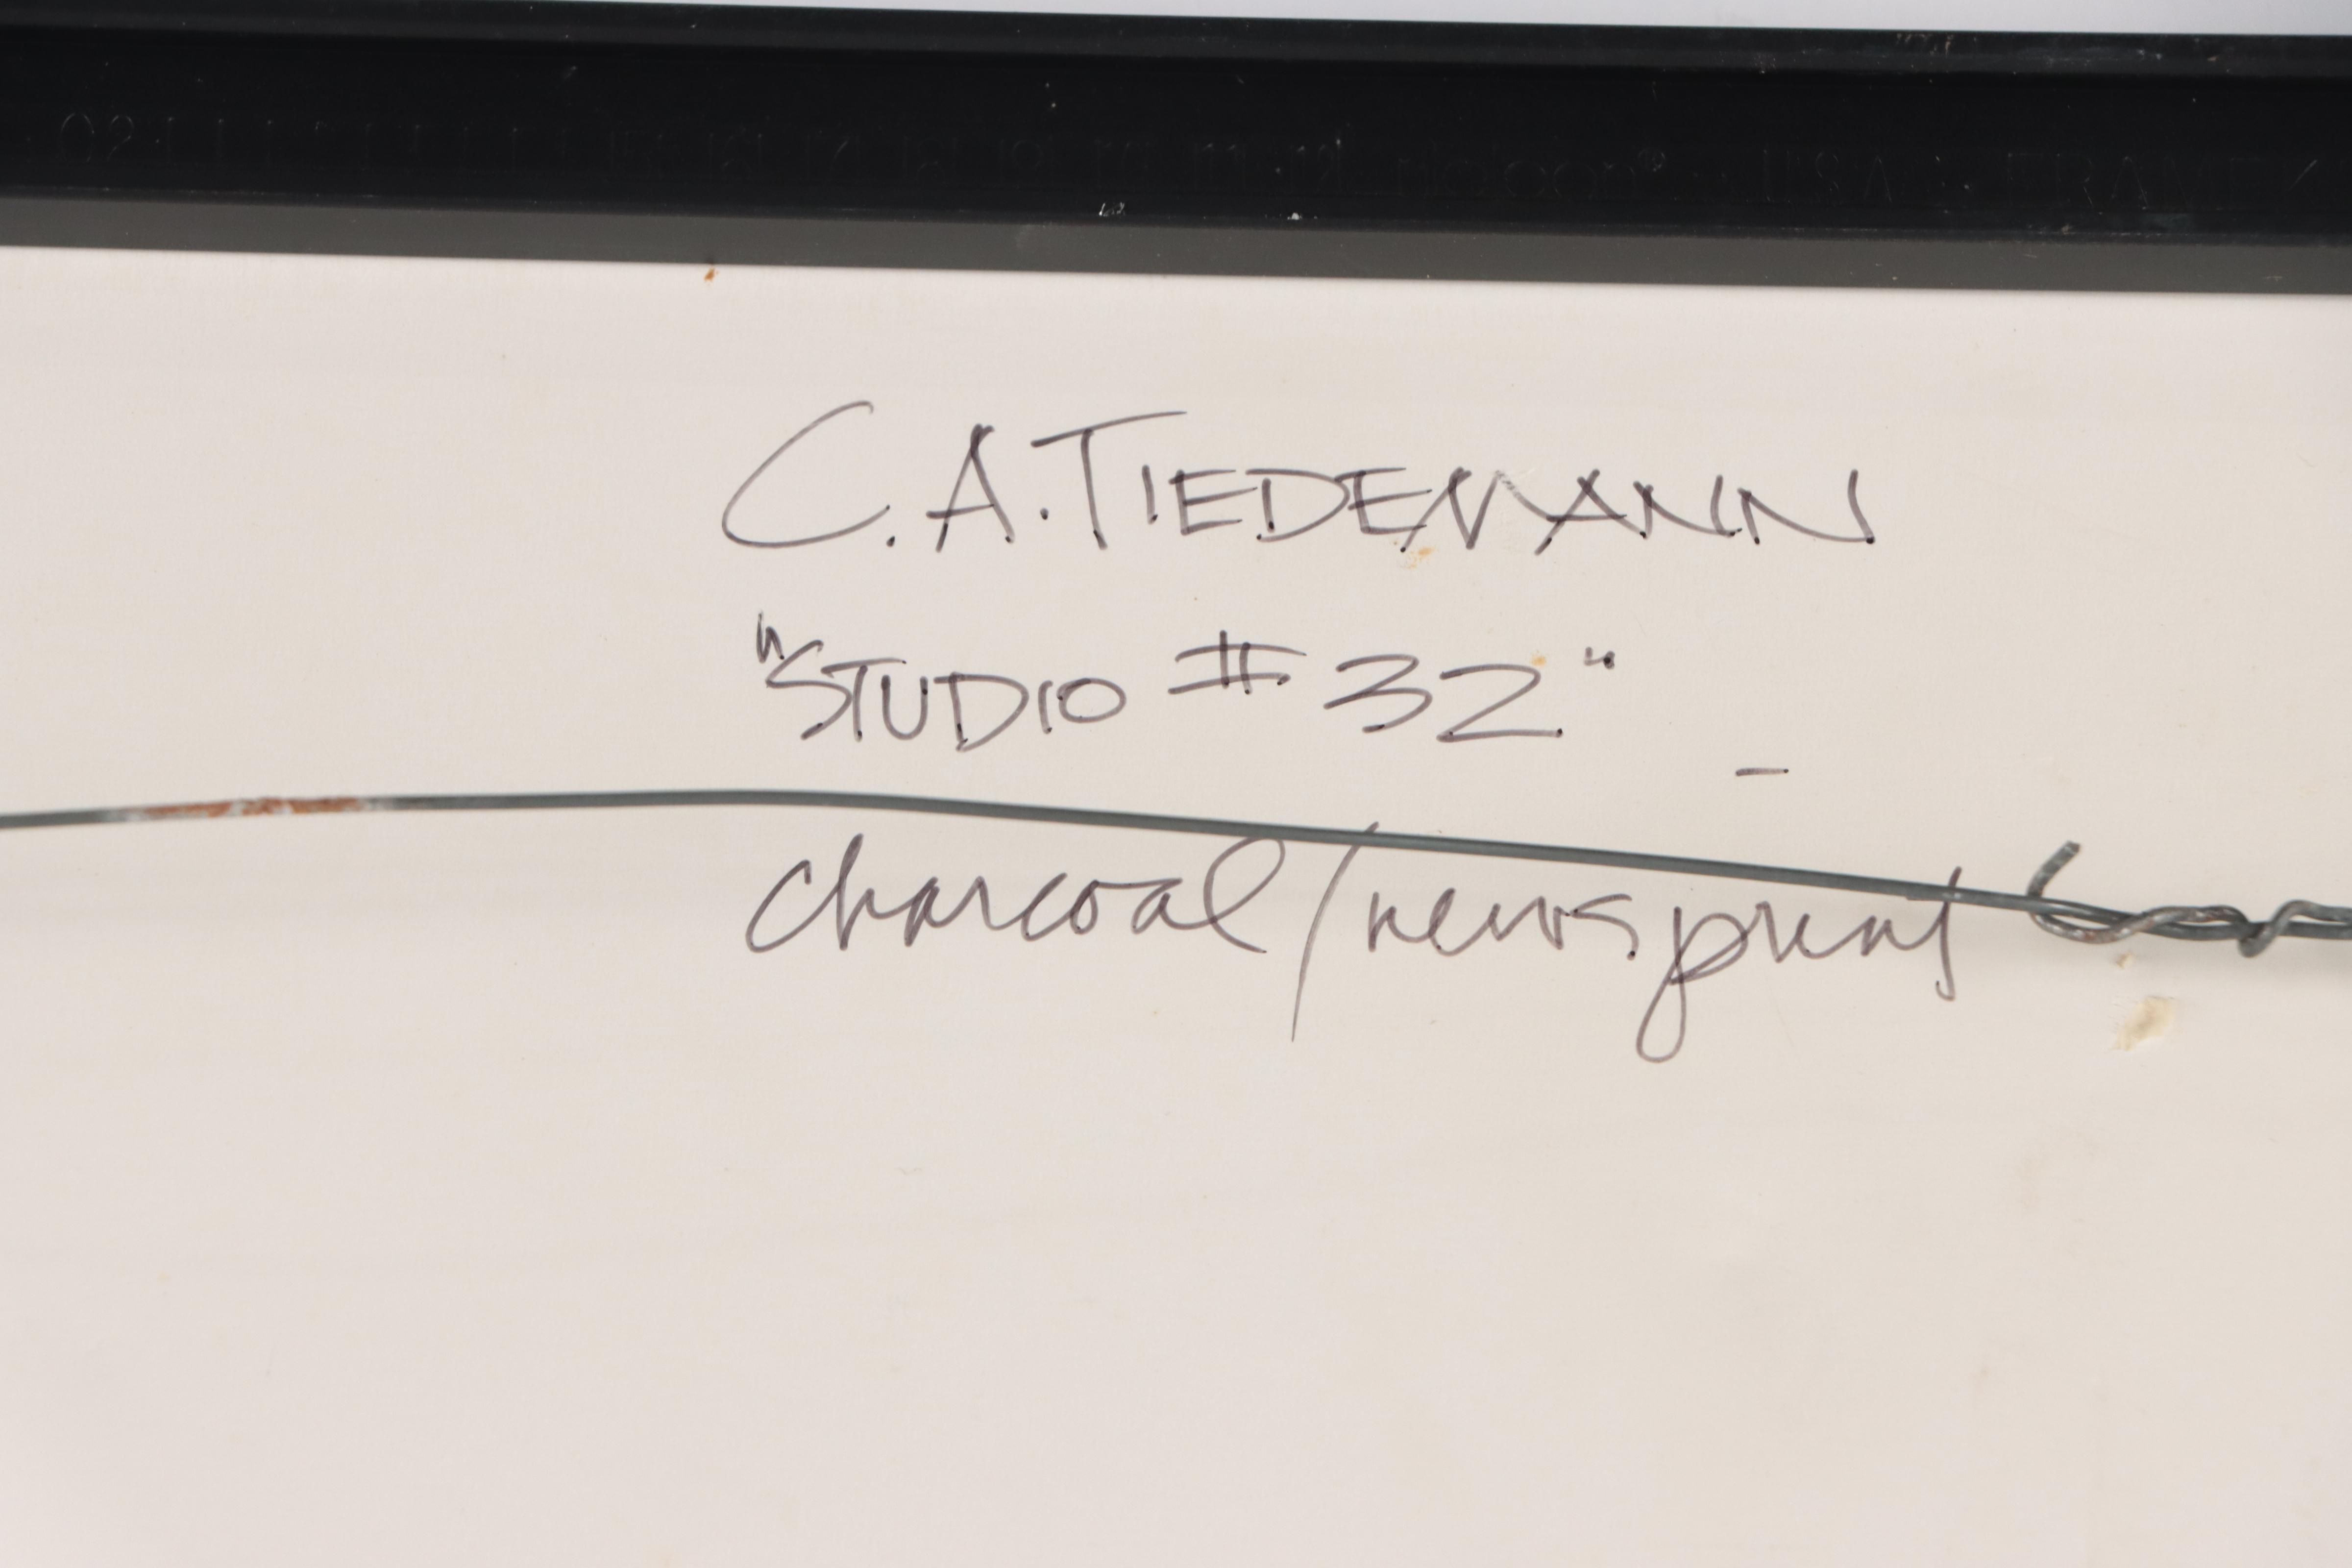 C.A. TIEDEMANN
"STUDIO # 32"
charcoal/newsprint